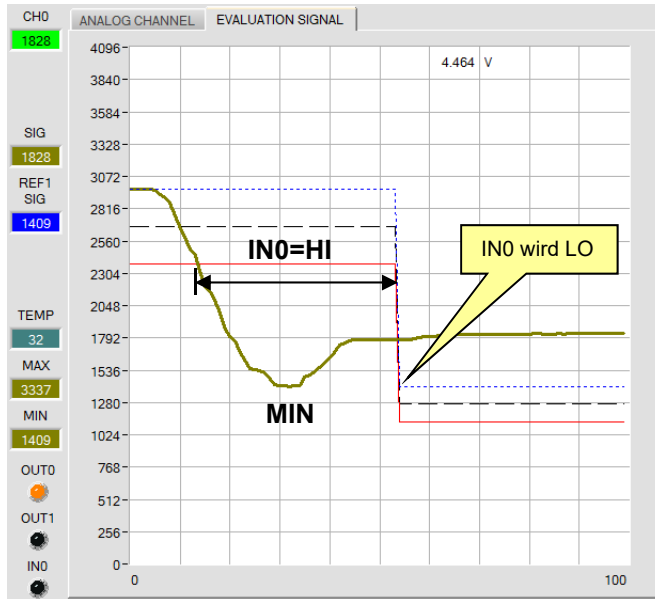 CH0
1828
ANALOG CHANNEL
EVALUATION SIGNAL
SIG
1828
REF1
SIG
1409
TEMP
32
MAX
3337
MIN
1409
OUT0
OUT1
IN0
4.464 V
4096
3840
3584
3328
3072
2816
2560
2304
2048
1792
1536
1280
1024
768
512
256
0
IN0=HI
IN0 wird LO
MIN
0
100